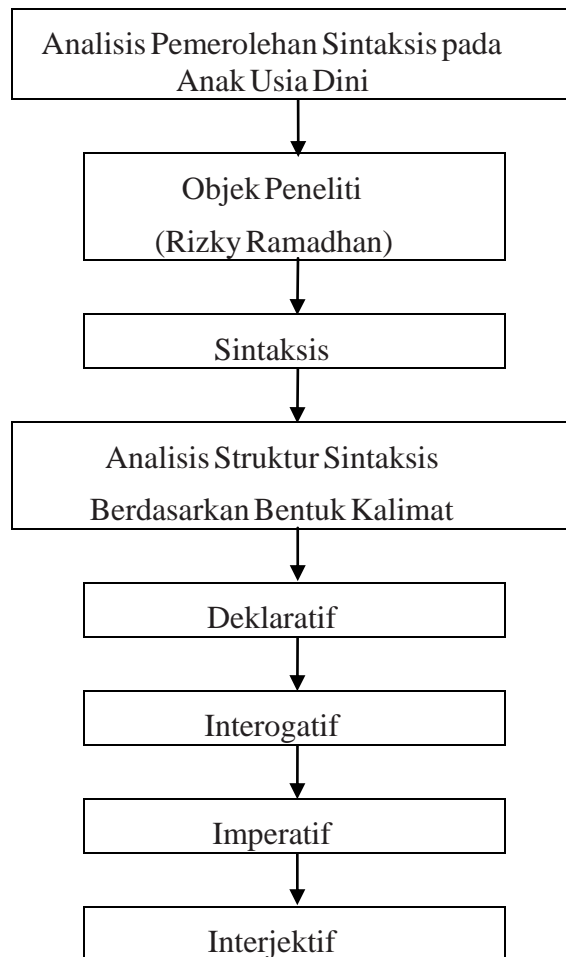 Analisis Pemerolehan Sintaksis pada
Anak Usia Dini
Objek Peneliti
(Rizky Ramadhan)
Sintaksis
Analisis Struktur Sintaksis
Berdasarkan Bentuk Kalimat
Deklaratif
Interogatif
Imperatif
Interjektif